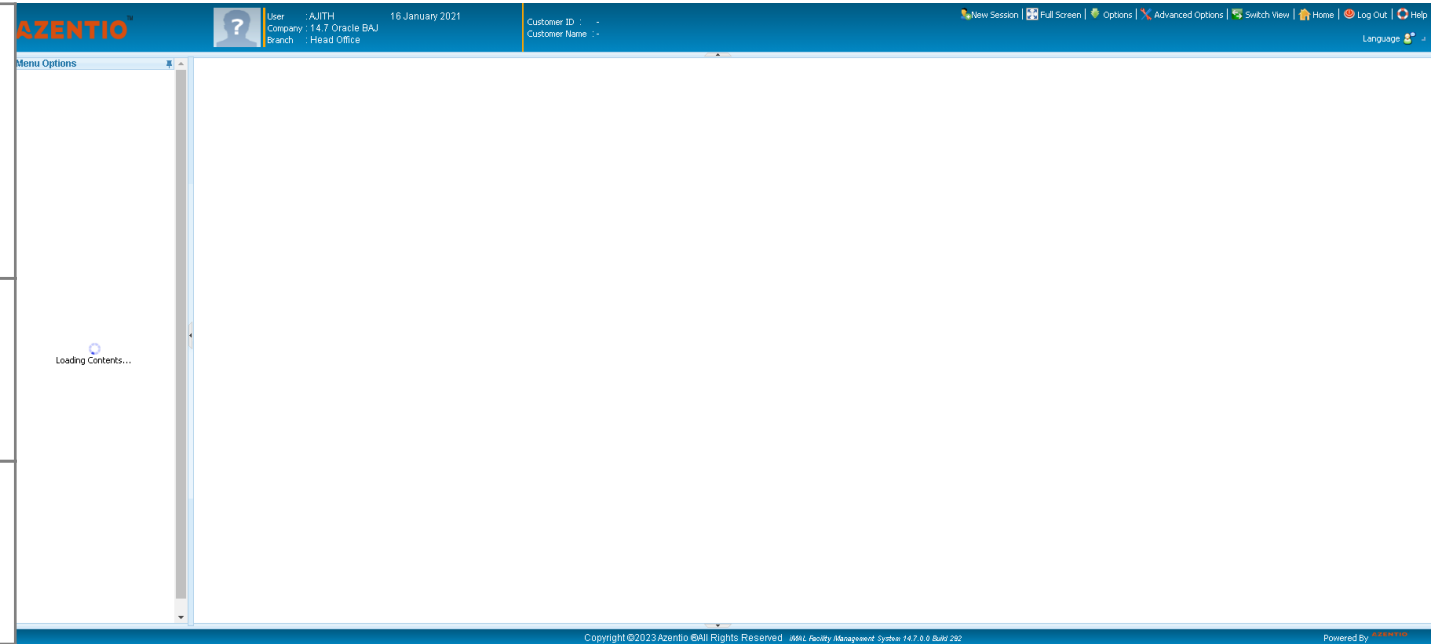 AZENTIO™
User : AJITH 16 January 2021
Company : 14.7 Oracle BAJ
Branch : Head Office
Customer ID : -
Customer Name : -
New Session | Full Screen | Options | Advanced Options | Switch View | Home | Log Out | Help
Language
Menu Options
Loading Contents...
Copyright ©2023 Azentio ®All Rights Reserved iMAL Facility Management System 14.7.0.0 Build 292
Powered By AZENTIO